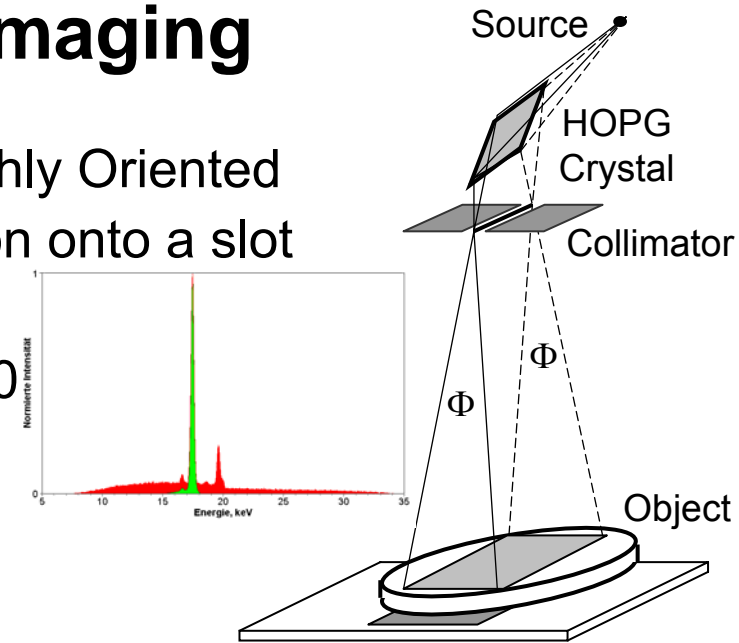 maging
hly Oriented
on onto a slot
0
1
Normierte Intensität
0
5 10 15 20 25 30 35
Energie, keV
Source
HOPG
Crystal
Collimator
Φ
Φ
Object